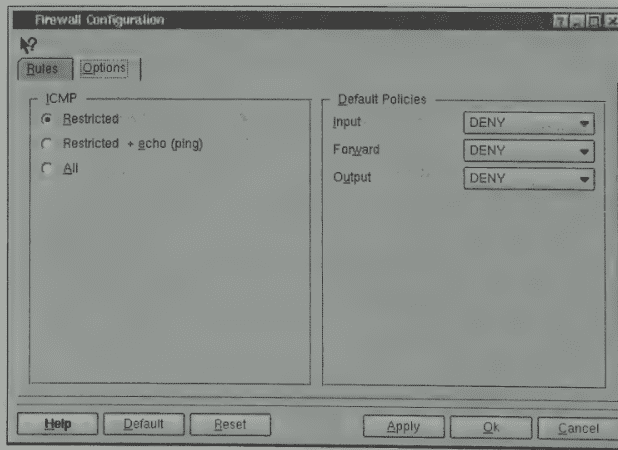 Firewall Configuration
Rules
Options
ICMP
Restricted
Restricted + echo (ping)
All
Default Policies
Input DENY
Forward DENY
Output DENY
Help
Default
Reset
Apply
Ok
Cancel